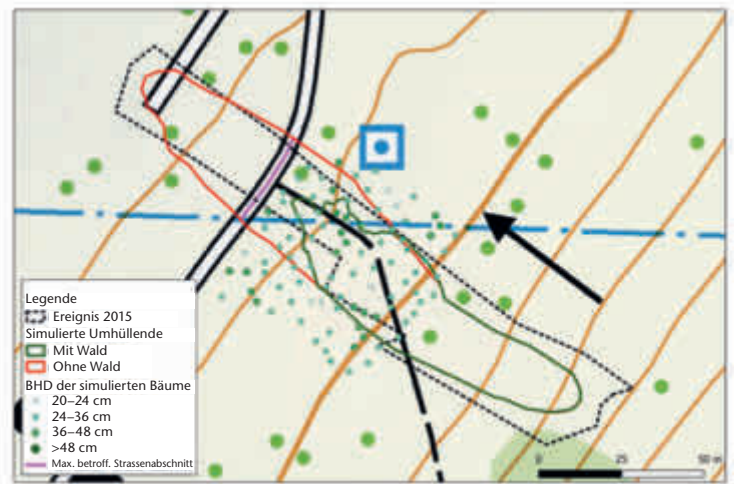 Legende
Ereignis 2015
Simulierte Umhüllende
Mit Wald
Ohne Wald
BHD der simulierten Bäume
20–24 cm
24–36 cm
36–48 cm
>48 cm
Max. betroff. Strassenabschnitt
0 25 50 m